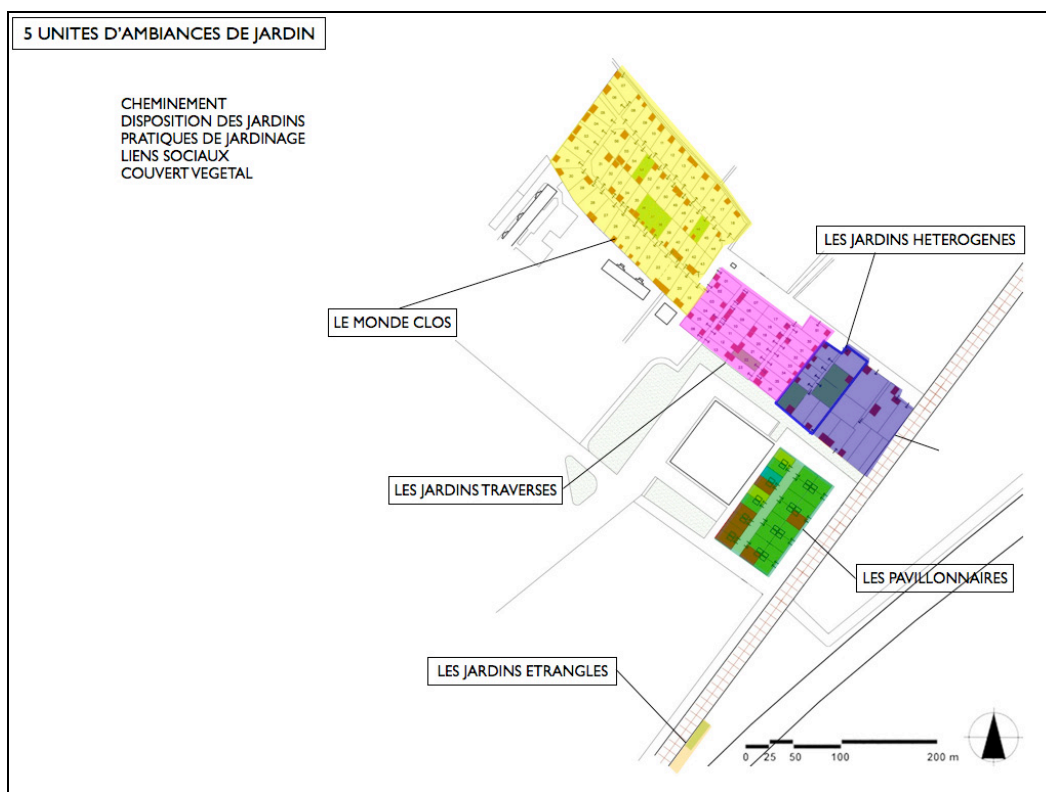 5 UNITES D'AMBIANCES DE JARDIN
CHEMINEMENT
DISPOSITION DES JARDINS
PRATIQUES DE JARDINAGE
LIENS SOCIAUX
COUVERT VEGETAL
LES JARDINS HETEROGENES
LE MONDE CLOS
LES JARDINS TRAVERSES
LES PAVILLONNAIRES
LES JARDINS ETRANGLES
0 25 50 100 200 m